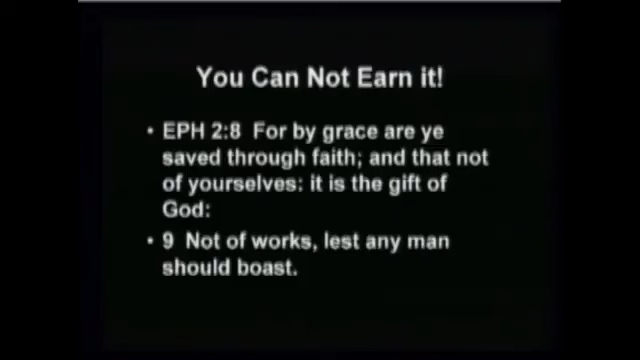 You Can Not Earn it!
• EPH 2:8 For by grace are ye
saved through faith; and that not
of yourselves: it is the gift of
God:
• 9 Not of works, lest any man
should boast.